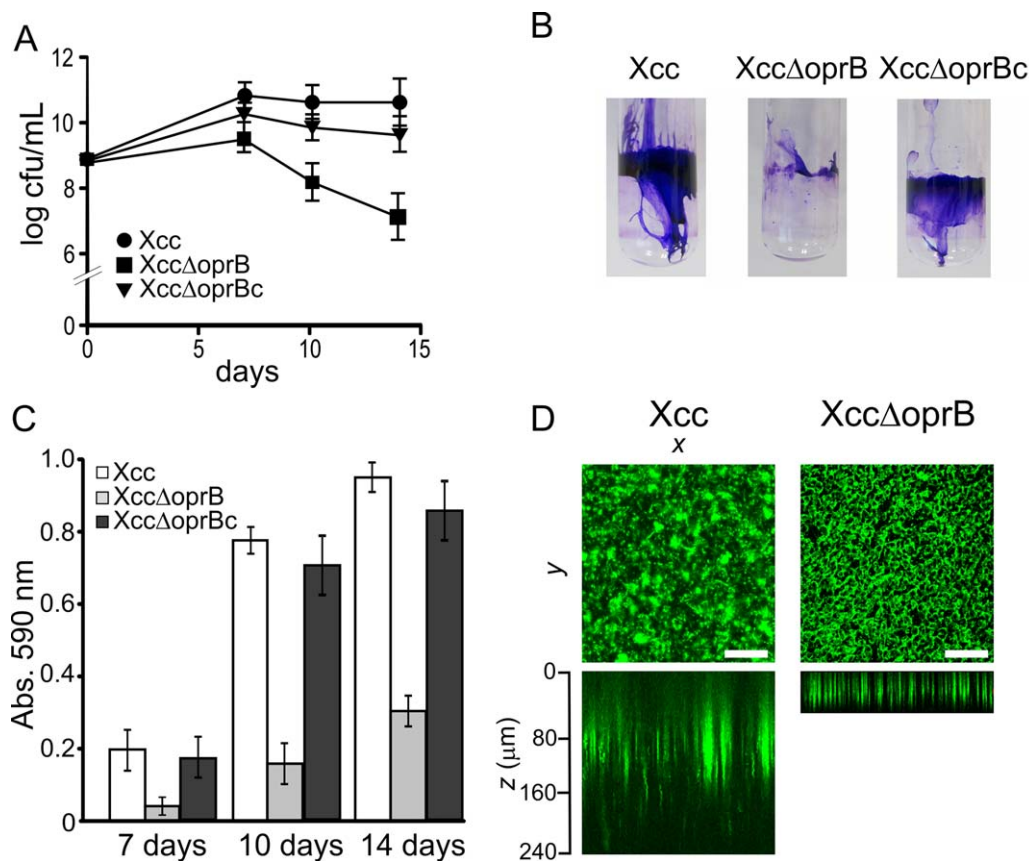 A
log cfu/mL
12
10
8
6
0
0 5 10 15
days
Xcc
XccΔoprB
XccΔoprBc
B
Xcc XccΔoprB XccΔoprBc
C
Abs. 590 nm
1.0
0.8
0.6
0.4
0.2
0
Xcc
XccΔoprB
XccΔoprBc
7 days 10 days 14 days
D
Xcc XccΔoprB
x
y
z (μm)
0
80
160
240